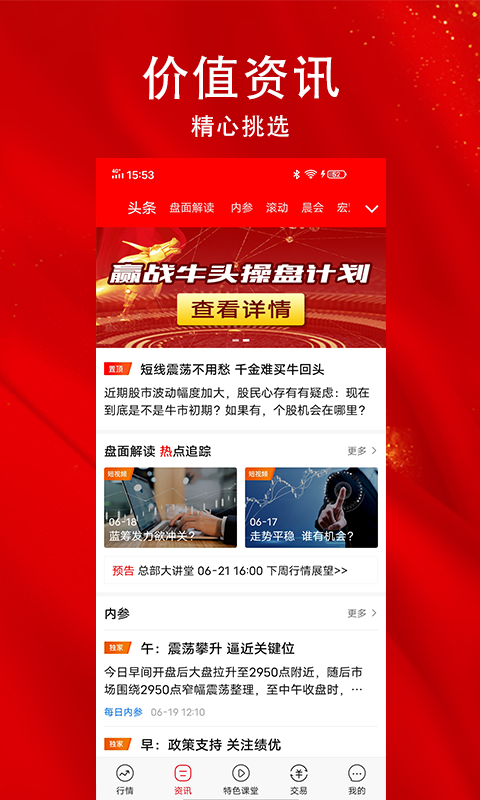 价值资讯
精心挑选
4G 15:53 52
头条 盘面解读 内参 滚动 晨会
赢战牛头操盘计划
查看详情
置顶 短线震荡不用愁 千金难买牛回头
近期股市波动幅度加大，股民心存有有疑虑：现在
到底是不是牛市初期？如果有，个股机会在哪里？
盘面解读 热点追踪 更多
短视频 短视频
06-18 06-17
蓝筹发力欲冲关？ 走势平稳 谁有机会？
预告 总部大讲堂 06-21 16:00 下周行情展望>>
内参 更多
独家 午：震荡攀升 逼近关键位
今日早间开盘后大盘拉升至2950点附近，随后市
场围绕2950点窄幅震荡整理，至中午收盘时，…
每日内参 06-19 12:10
独家 早：政策支持 关注绩优
行情 资讯 特色课堂 交易 我的